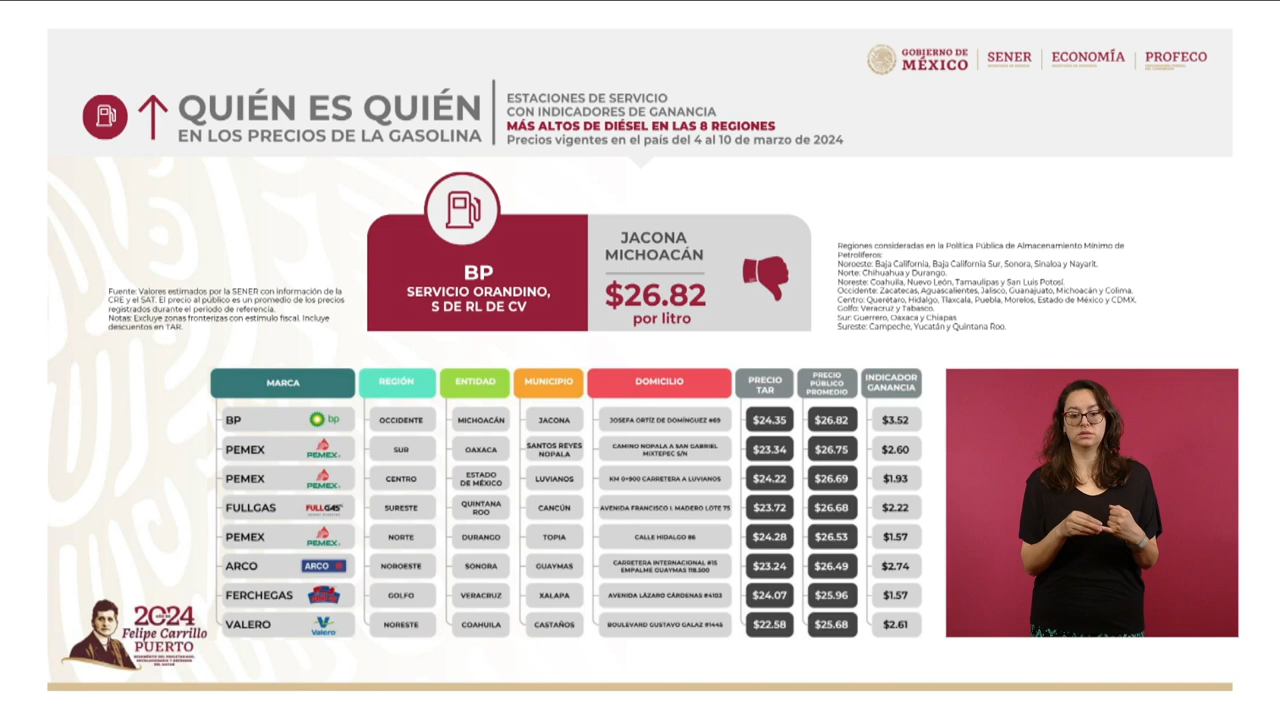 GOBIERNO DE
MÉXICO
SENER
ECONOMÍA
PROFECO
QUIÉN ES QUIÉN
EN LOS PRECIOS DE LA GASOLINA
ESTACIONES DE SERVICIO
CON INDICADORES DE GANANCIA
MÁS ALTOS DE DIÉSEL EN LAS 8 REGIONES
Precios vigentes en el país del 4 al 10 de marzo de 2024
BP
SERVICIO ORANDINO,
S DE RL DE CV
JACONA
MICHOACÁN
$26.82
por litro
Fuente: Valores estimados por la SENER con información de la
CRE y el SAT. El precio al público es un promedio de los precios
registrados durante el periodo de referencia.
Notas: Excluye zonas fronterizas con estímulo fiscal. Incluye
descuentos en TAR.
Regiones consideradas en la Política Pública de Almacenamiento Mínimo de
Petrolíferos:
Noroeste: Baja California, Baja California Sur, Sonora, Sinaloa y Nayarit.
Norte: Chihuahua y Durango.
Noreste: Coahuila, Nuevo León, Tamaulipas y San Luis Potosí.
Occidente: Zacatecas, Aguascalientes, Jalisco, Guanajuato, Michoacán y Colima.
Centro: Querétaro, Hidalgo, Tlaxcala, Puebla, Morelos, Estado de México y CDMX.
Golfo: Veracruz y Tabasco.
Sur: Guerrero, Oaxaca y Chiapas
Sureste: Campeche, Yucatán y Quintana Roo.
MARCA REGIÓN ENTIDAD MUNICIPIO DOMICILIO PRECIO TAR PRECIO PÚBLICO PROMEDIO INDICADOR GANANCIA
BP bp OCCIDENTE MICHOACÁN JACONA JOSEFA ORTÍZ DE DOMÍNGUEZ #69 $24.35 $26.82 $3.52
PEMEX PEMEX SUR OAXACA SANTOS REYES NOPALA CAMINO NOPALA A SAN GABRIEL MIXTEPEC S/N $23.34 $26.75 $2.60
PEMEX PEMEX CENTRO ESTADO DE MÉXICO LUVIANOS KM 0+900 CARRETERA A LUVIANOS $24.22 $26.69 $1.93
FULLGAS FULLGAS SURESTE QUINTANA ROO CANCÚN AVENIDA FRANCISCO I. MADERO LOTE 75 $23.72 $26.68 $2.22
PEMEX PEMEX NORTE DURANGO TOPIA CALLE HIDALGO 86 $24.28 $26.53 $1.57
ARCO ARCO NOROESTE SONORA GUAYMAS CARRETERA INTERNACIONAL #15 EMPALME GUAYMAS 118.500 $23.24 $26.49 $2.74
FERCHEGAS GOLFO VERACRUZ XALAPA AVENIDA LÁZARO CÁRDENAS #4103 $24.07 $25.96 $1.57
VALERO Valero NORESTE COAHUILA CASTAÑOS BOULEVARD GUSTAVO GALAZ #1445 $22.58 $25.68 $2.61
2024
Felipe Carrillo
PUERTO